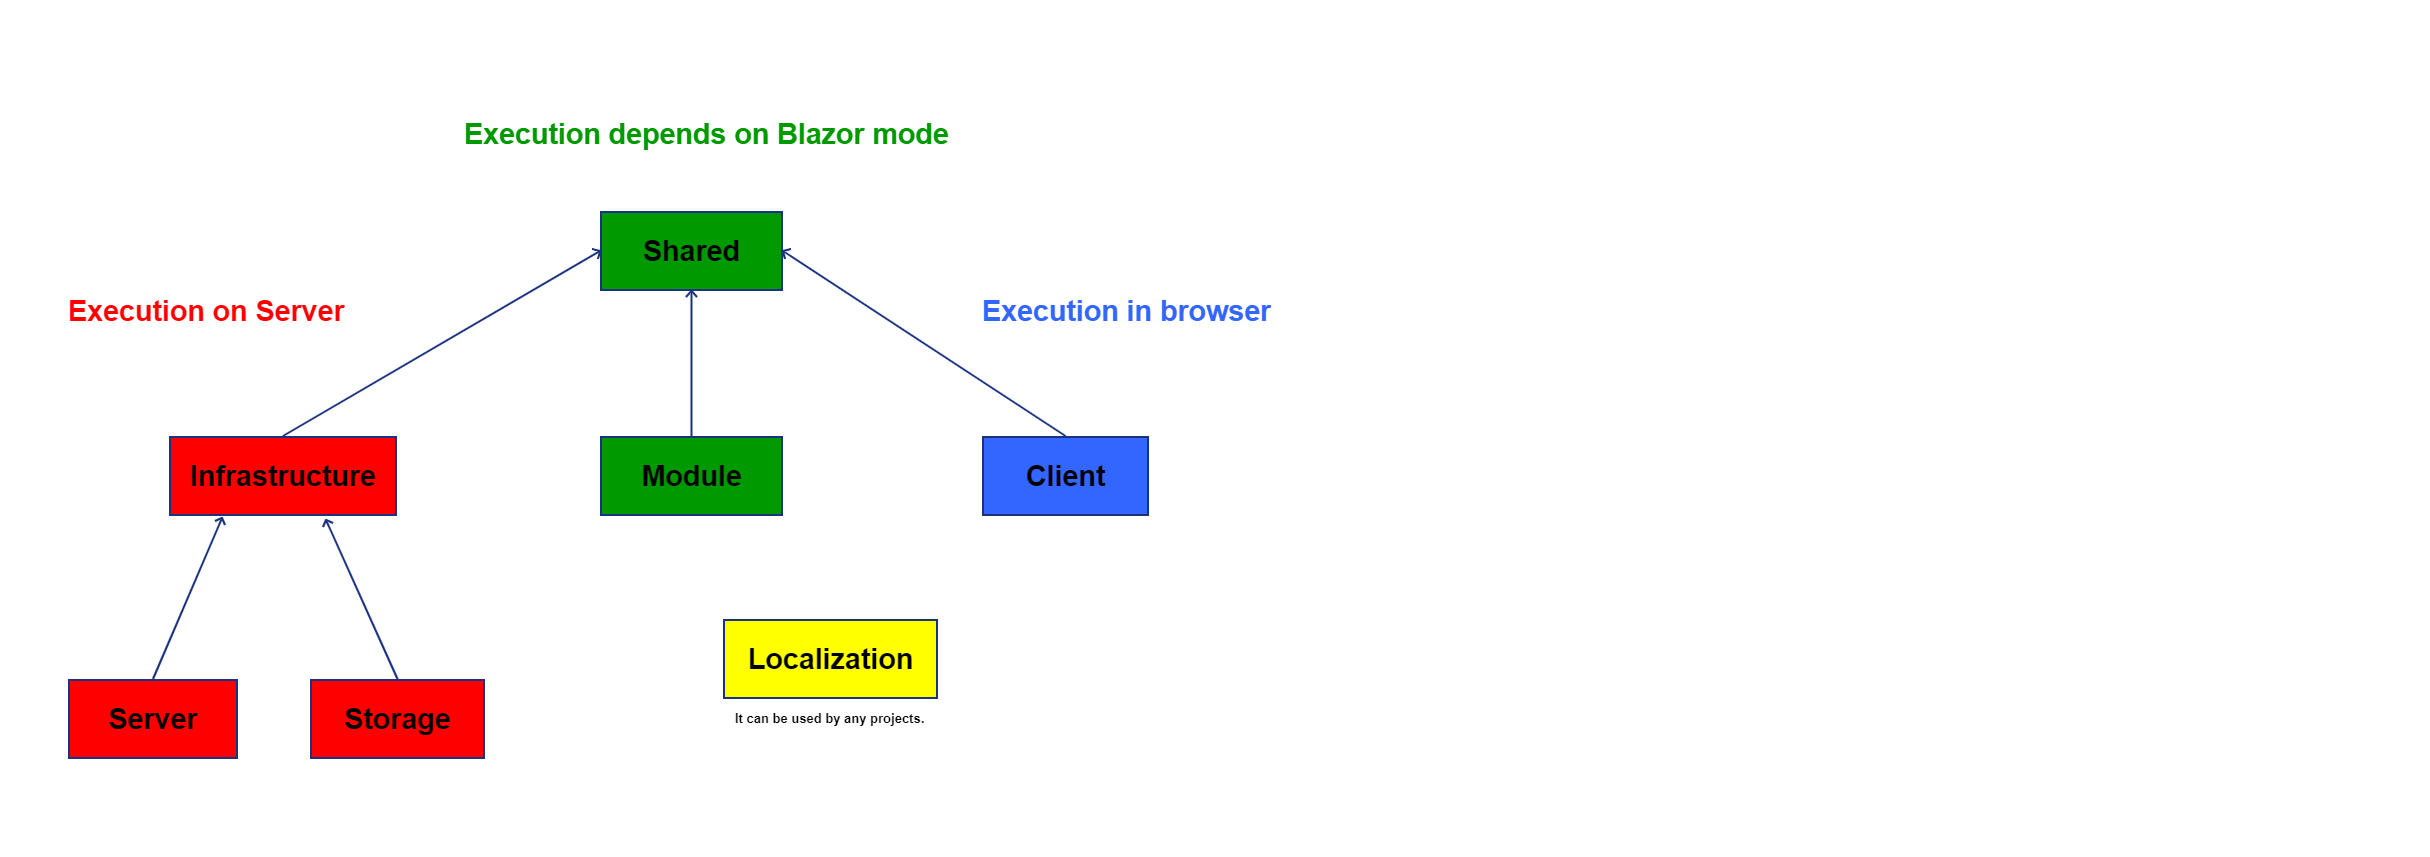 Execution depends on Blazor mode
Shared
Execution on Server
Execution in browser
Infrastructure
Module
Client
Localization
It can be used by any projects.
Server
Storage